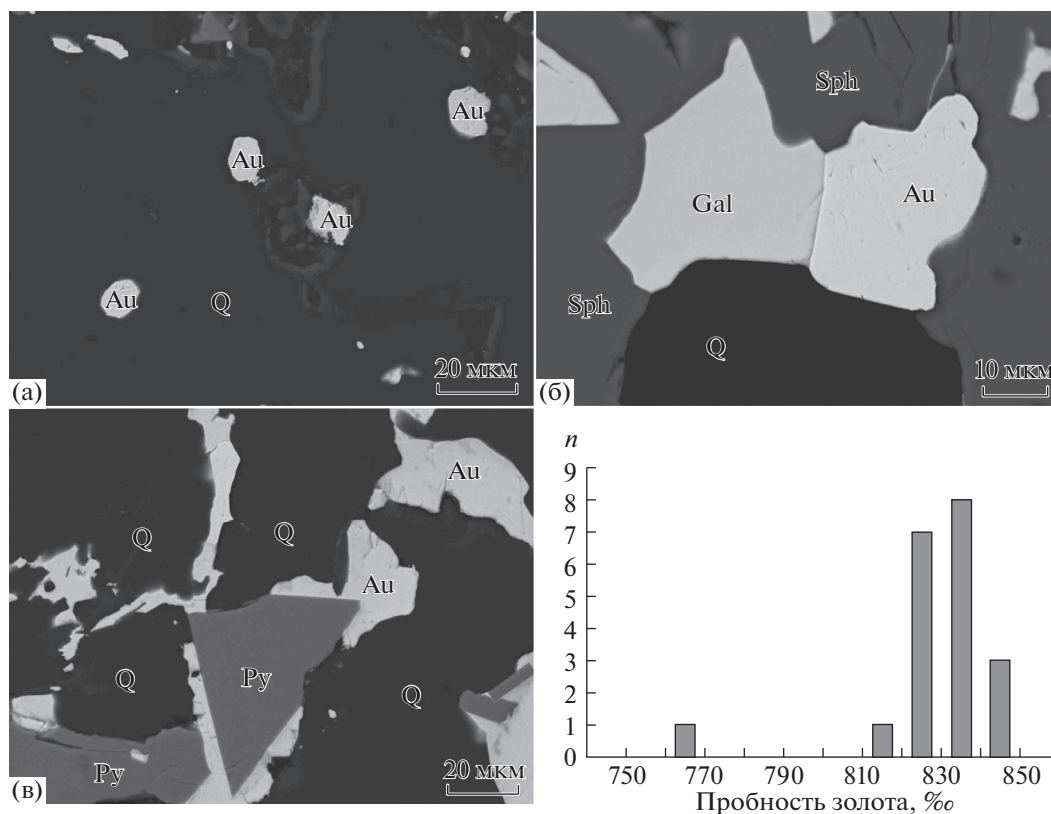 Au
Au
Au
Au
Q
20 мкм
(а)
Sph
Gal
Au
Sph
Q
10 мкм
(б)
Au
Q
Q
Au
Q
Py
Q
Py
20 мкм
(в)
n
9
8
7
6
5
4
3
2
1
0
750 770 790 810 830 850
Пробность золота, ‰